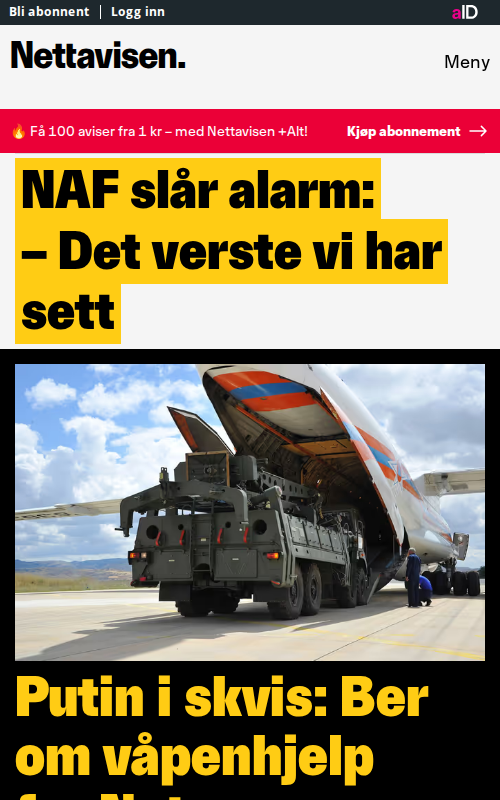 Bli abonnent Logg inn aID
Nettavisen.
Meny
🔥 Få 100 aviser fra 1 kr – med Nettavisen +Alt! Kjøp abonnement →
NAF slår alarm:
– Det verste vi har
sett
Putin i skvis: Ber
om våpenhjelp